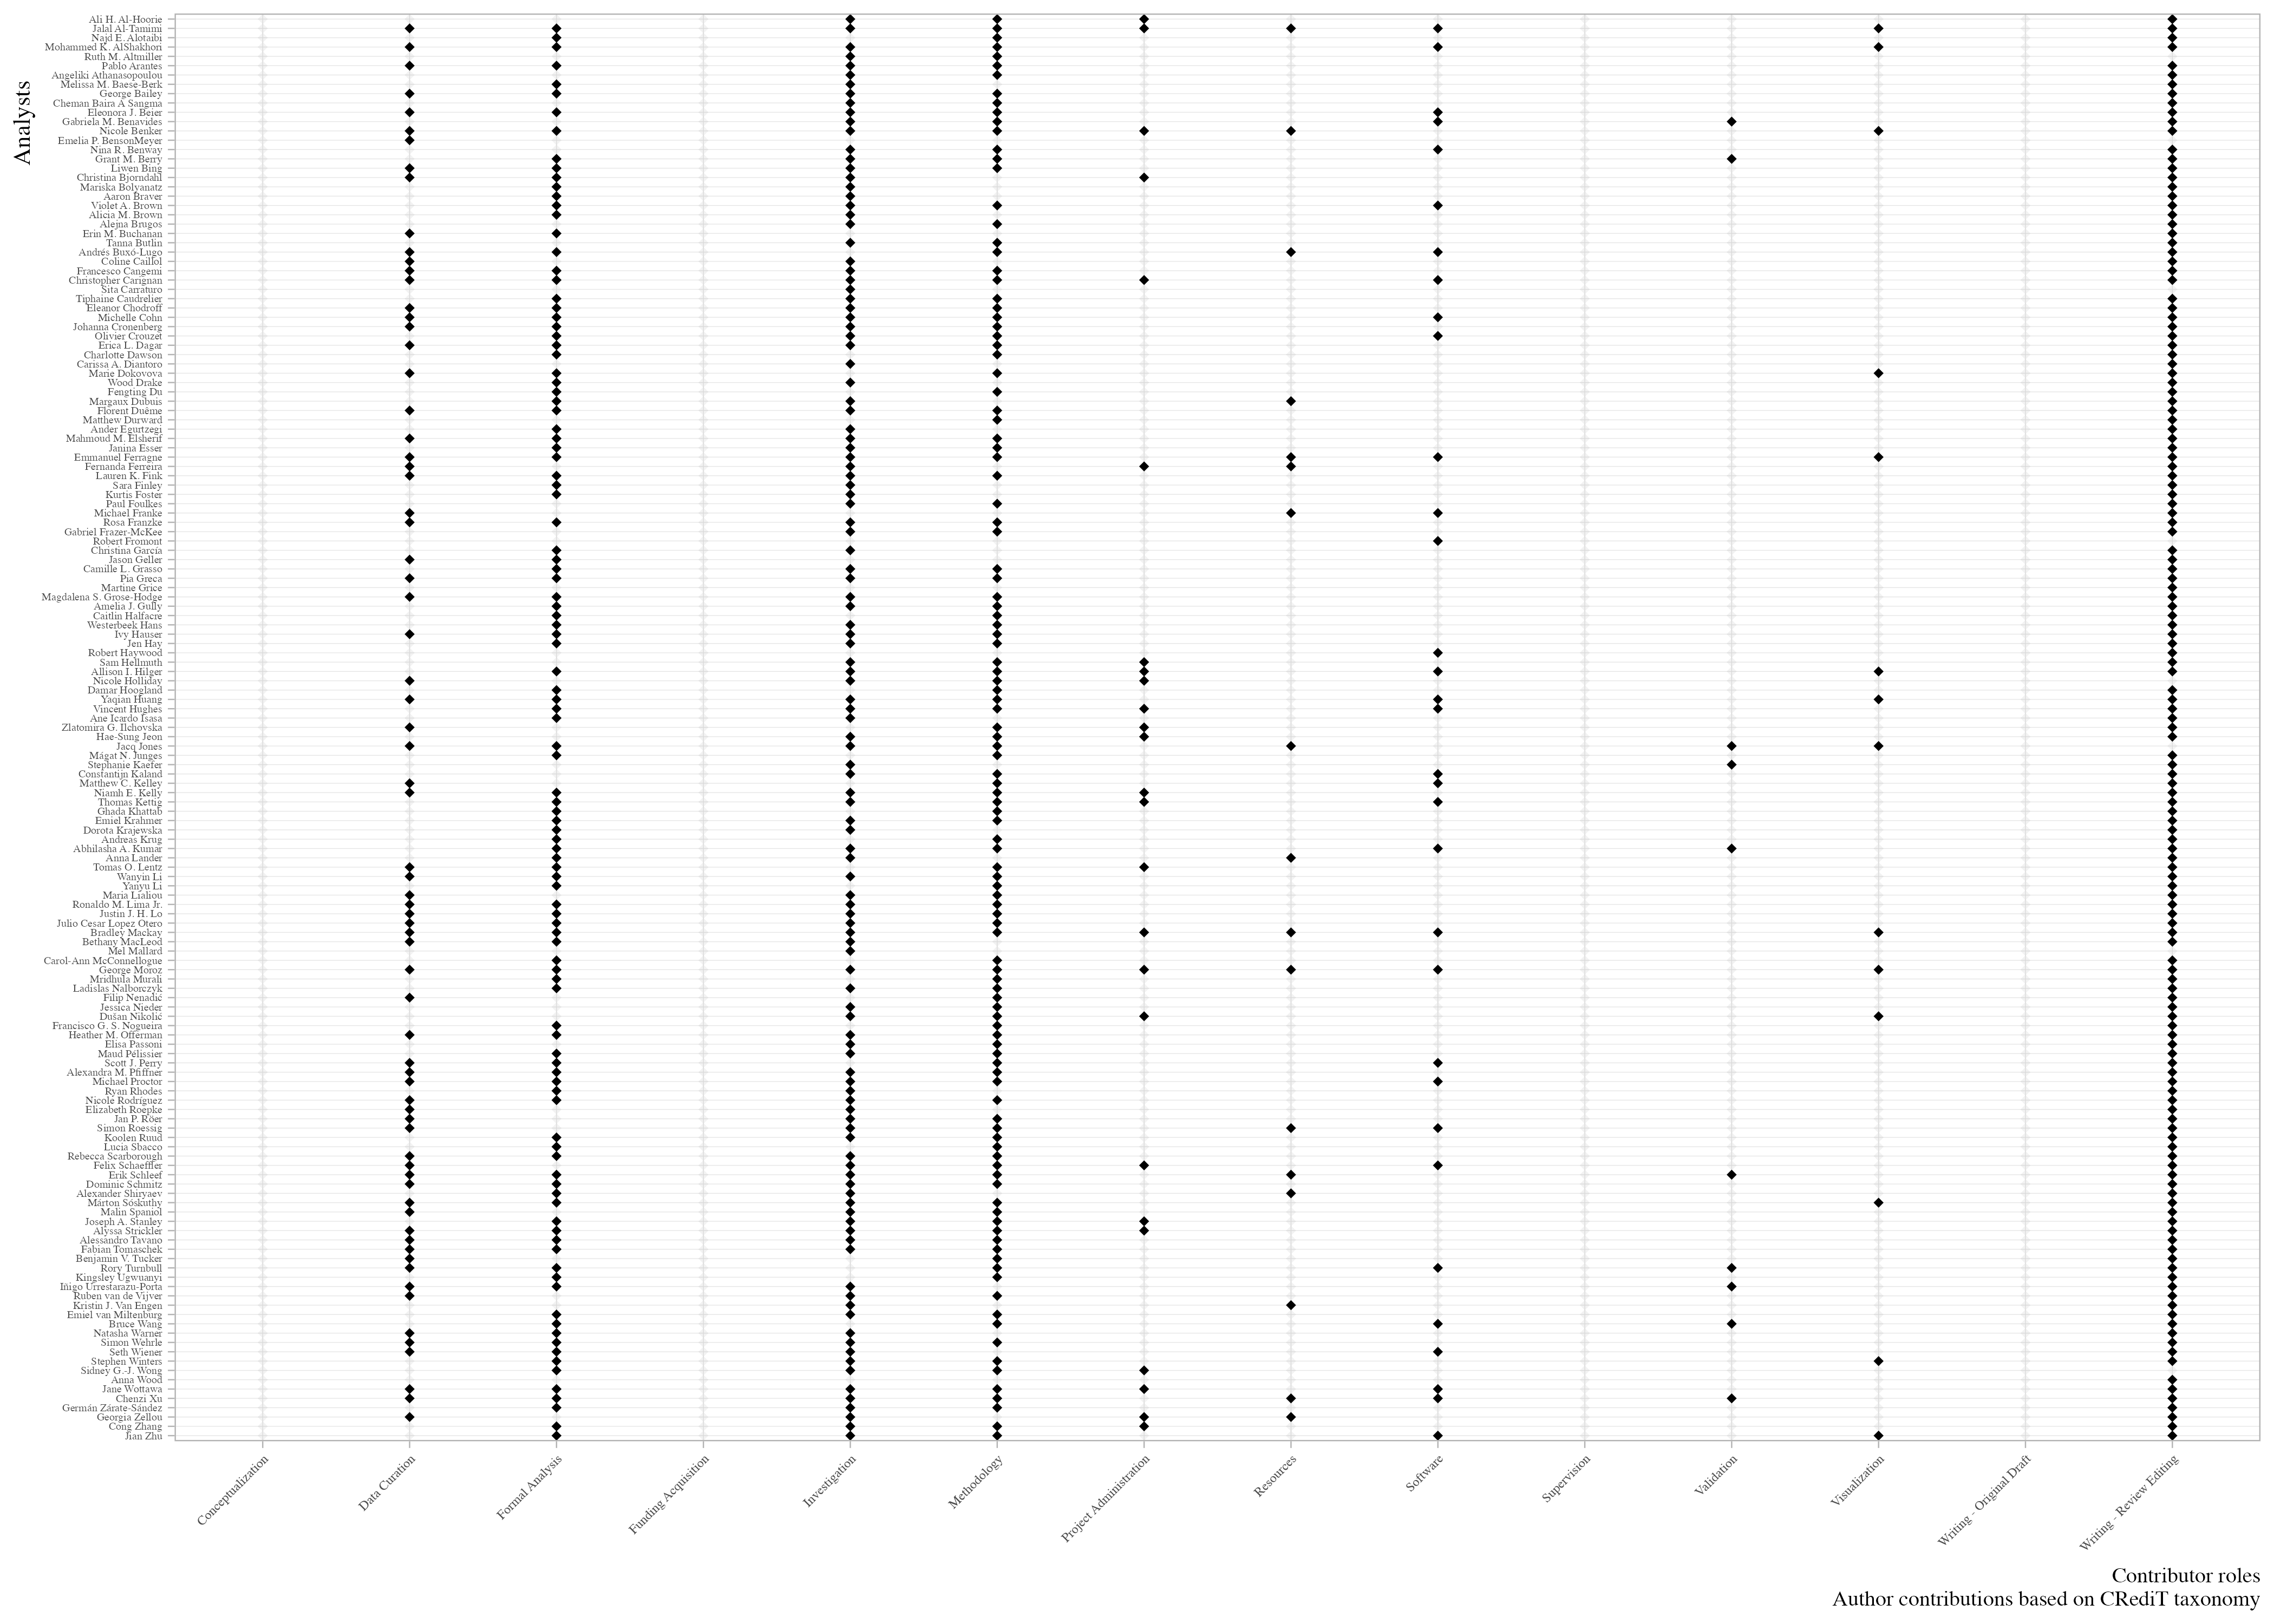 Analysts
Ali H. Al-Hoorie
Jalal Al-Tamimi
Najd E. Alotaibi
Mohammed K. AlShakhori
Ruth M. Altmiller
Pablo Arantes
Angeliki Athanasopoulou
Melissa M. Baese-Berk
George Bailey
Cheman Baira A Sangma
Eleonora J. Beier
Gabriela M. Benavides
Nicole Benker
Emelia P. BensonMeyer
Nina R. Benway
Grant M. Berry
Liwen Bing
Christina Bjorndahl
Mariska Bolyanatz
Aaron Braver
Violet A. Brown
Alicia M. Brown
Alejna Brugos
Erin M. Buchanan
Tanna Butlin
Andrés Buxó-Lugo
Coline Caillol
Francesco Cangemi
Christopher Carignan
Sita Carraturo
Tiphaine Caudrelier
Eleanor Chodroff
Michelle Cohn
Johanna Cronenberg
Olivier Crouzet
Erica L. Dagar
Charlotte Dawson
Carissa A. Diantoro
Marie Dokovova
Wood Drake
Fengting Du
Margaux Dubuis
Florent Duême
Matthew Durward
Ander Egurtzegi
Mahmoud M. Elsherif
Janina Esser
Emmanuel Ferragne
Fernanda Ferreira
Lauren K. Fink
Sara Finley
Kurtis Foster
Paul Foulkes
Michael Franke
Rosa Franzke
Gabriel Frazer-McKee
Robert Fromont
Christina García
Jason Geller
Camille L. Grasso
Pia Greca
Martine Grice
Magdalena S. Grose-Hodge
Amelia J. Gully
Caitlin Halfacre
Westerbeek Hans
Ivy Hauser
Jen Hay
Robert Haywood
Sam Hellmuth
Allison I. Hilger
Nicole Holliday
Damar Hoogland
Yaqian Huang
Vincent Hughes
Ane Icardo Isasa
Zlatomira G. Ilchovska
Hae-Sung Jeon
Jacq Jones
Mágat N. Junges
Stephanie Kaefer
Constantijn Kaland
Matthew C. Kelley
Niamh E. Kelly
Thomas Kettig
Ghada Khattab
Emiel Krahmer
Dorota Krajewska
Andreas Krug
Abhilasha A. Kumar
Anna Lander
Tomas O. Lentz
Wanyin Li
Yanyu Li
Maria Lialiou
Ronaldo M. Lima Jr.
Justin J. H. Lo
Julio Cesar Lopez Otero
Bradley Mackay
Bethany MacLeod
Mel Mallard
Carol-Ann McConnellogue
George Moroz
Mridhula Murali
Ladislas Nalborczyk
Filip Nenadić
Jessica Nieder
Dušan Nikolić
Francisco G. S. Nogueira
Heather M. Offerman
Elisa Passoni
Maud Pélissier
Scott J. Perry
Alexandra M. Pfiffner
Michael Proctor
Ryan Rhodes
Nicole Rodríguez
Elizabeth Roepke
Jan P. Röer
Simon Roessig
Koolen Ruud
Lucia Sbacco
Rebecca Scarborough
Felix Schaeffler
Erik Schleef
Dominic Schmitz
Alexander Shiryaev
Márton Sóskuthy
Malin Spaniol
Joseph A. Stanley
Alyssa Strickler
Alessandro Tavano
Fabian Tomaschek
Benjamin V. Tucker
Rory Turnbull
Kingsley Ugwuanyi
Iñigo Urrestarazu-Porta
Ruben van de Vijver
Kristin J. Van Engen
Emiel van Miltenburg
Bruce Wang
Natasha Warner
Simon Wehrle
Seth Wiener
Stephen Winters
Sidney G.-J. Wong
Anna Wood
Jane Wottawa
Chenzi Xu
Germán Zárate-Sández
Georgia Zellou
Cong Zhang
Jian Zhu
Conceptualization
Data Curation
Formal Analysis
Funding Acquisition
Investigation
Methodology
Project Administration
Resources
Software
Supervision
Validation
Visualization
Writing - Original Draft
Writing - Review Editing
Contributor roles
Author contributions based on CRediT taxonomy